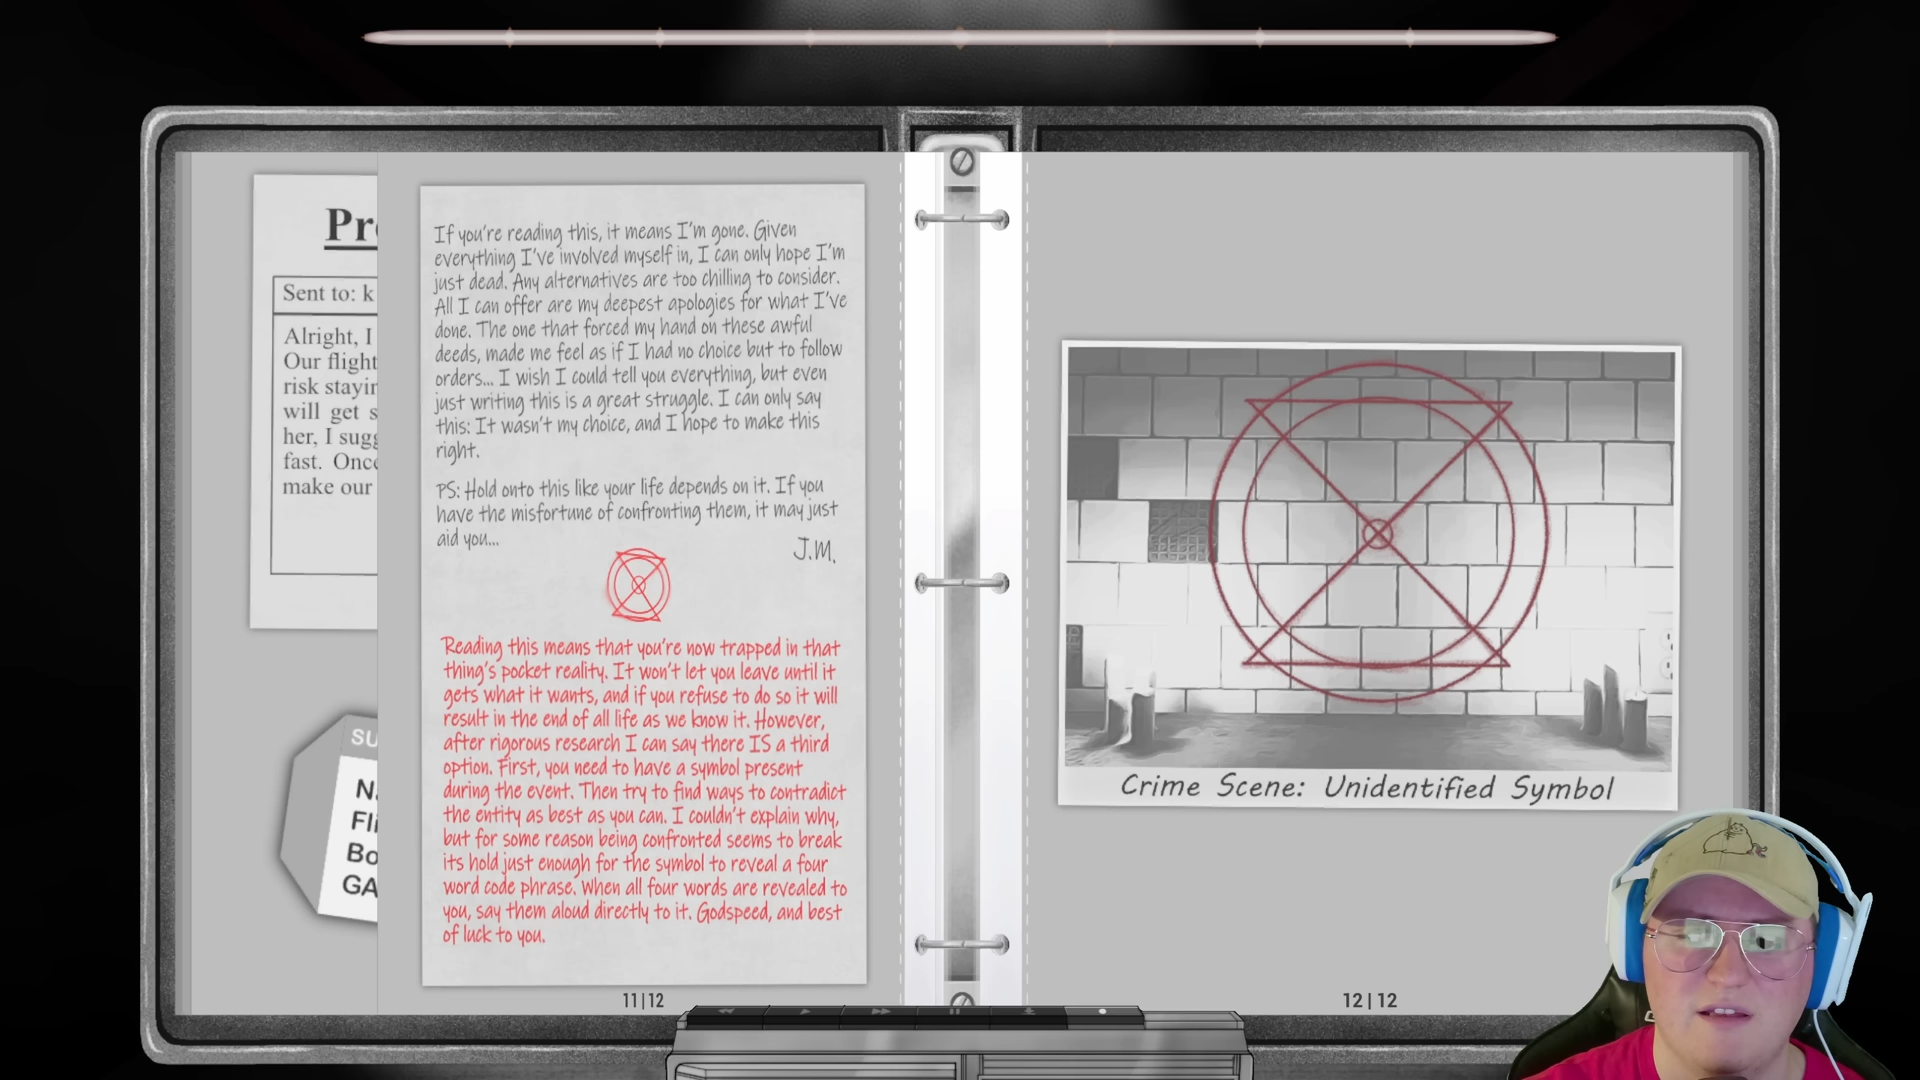 Sent to: k
Alright, I
Our flight
risk stayin
will get s
her, I sugg
fast. Once
make our
If you're reading this, it means I'm gone. Given
everything I've involved myself in, I can only hope I'm
just dead. Any alternatives are too chilling to consider.
All I can offer are my deepest apologies for what I've
done. The one that forced my hand on these awful
deeds, made me feel as if I had no choice but to follow
orders... I wish I could tell you everything, but even
just writing this is a great struggle. I can only say
this: It wasn't my choice, and I hope to make this
right.
PS: Hold onto this like your life depends on it. If you
have the misfortune of confronting them, it may just
aid you...
J.M.
Reading this means that you're now trapped in that
thing's pocket reality. It won't let you leave until it
gets what it wants, and if you refuse to do so it will
result in the end of all life as we know it. However,
after rigorous research I can say there IS a third
option. First, you need to have a symbol present
during the event. Then try to find ways to contradict
the entity as best as you can. I couldn't explain why,
but for some reason being confronted seems to break
its hold just enough for the symbol to reveal a four
word code phrase. When all four words are revealed to
you, say them aloud directly to it. Godspeed, and best
of luck to you.
11|12
Crime Scene: Unidentified Symbol
12|12